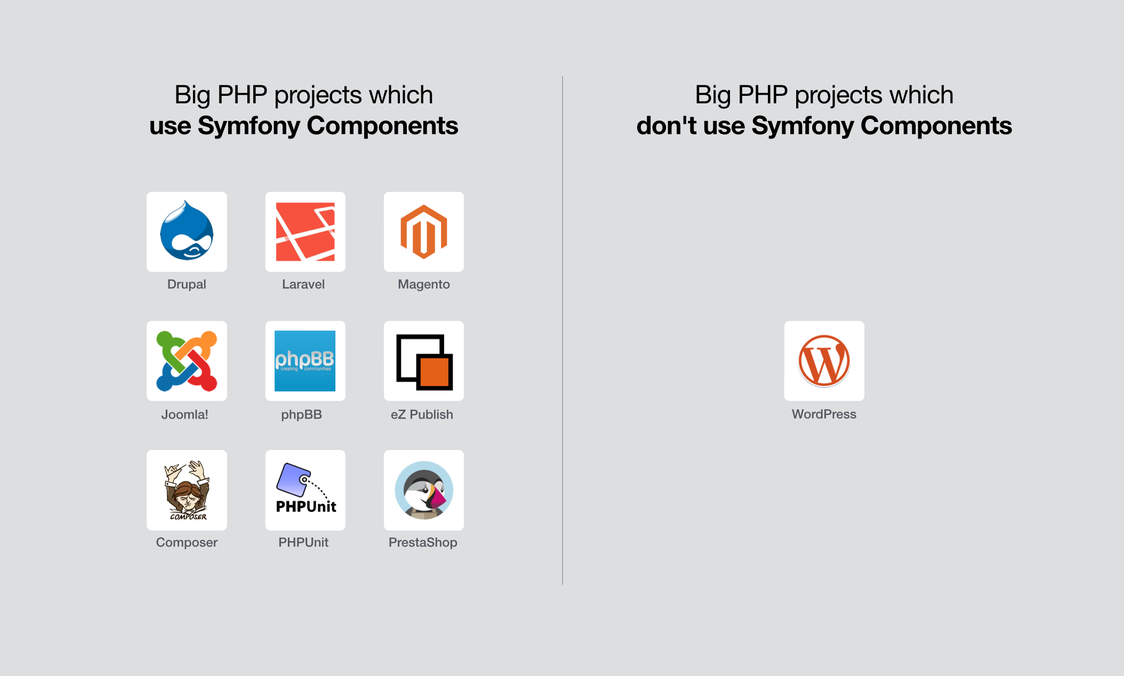 Big PHP projects which
use Symfony Components
Drupal
Laravel
Magento
phpBB
creating communities
Joomla!
phpBB
eZ Publish
COMPOSER
PHPUnit
Composer
PHPUnit
PrestaShop
Big PHP projects which
don't use Symfony Components
W
WordPress